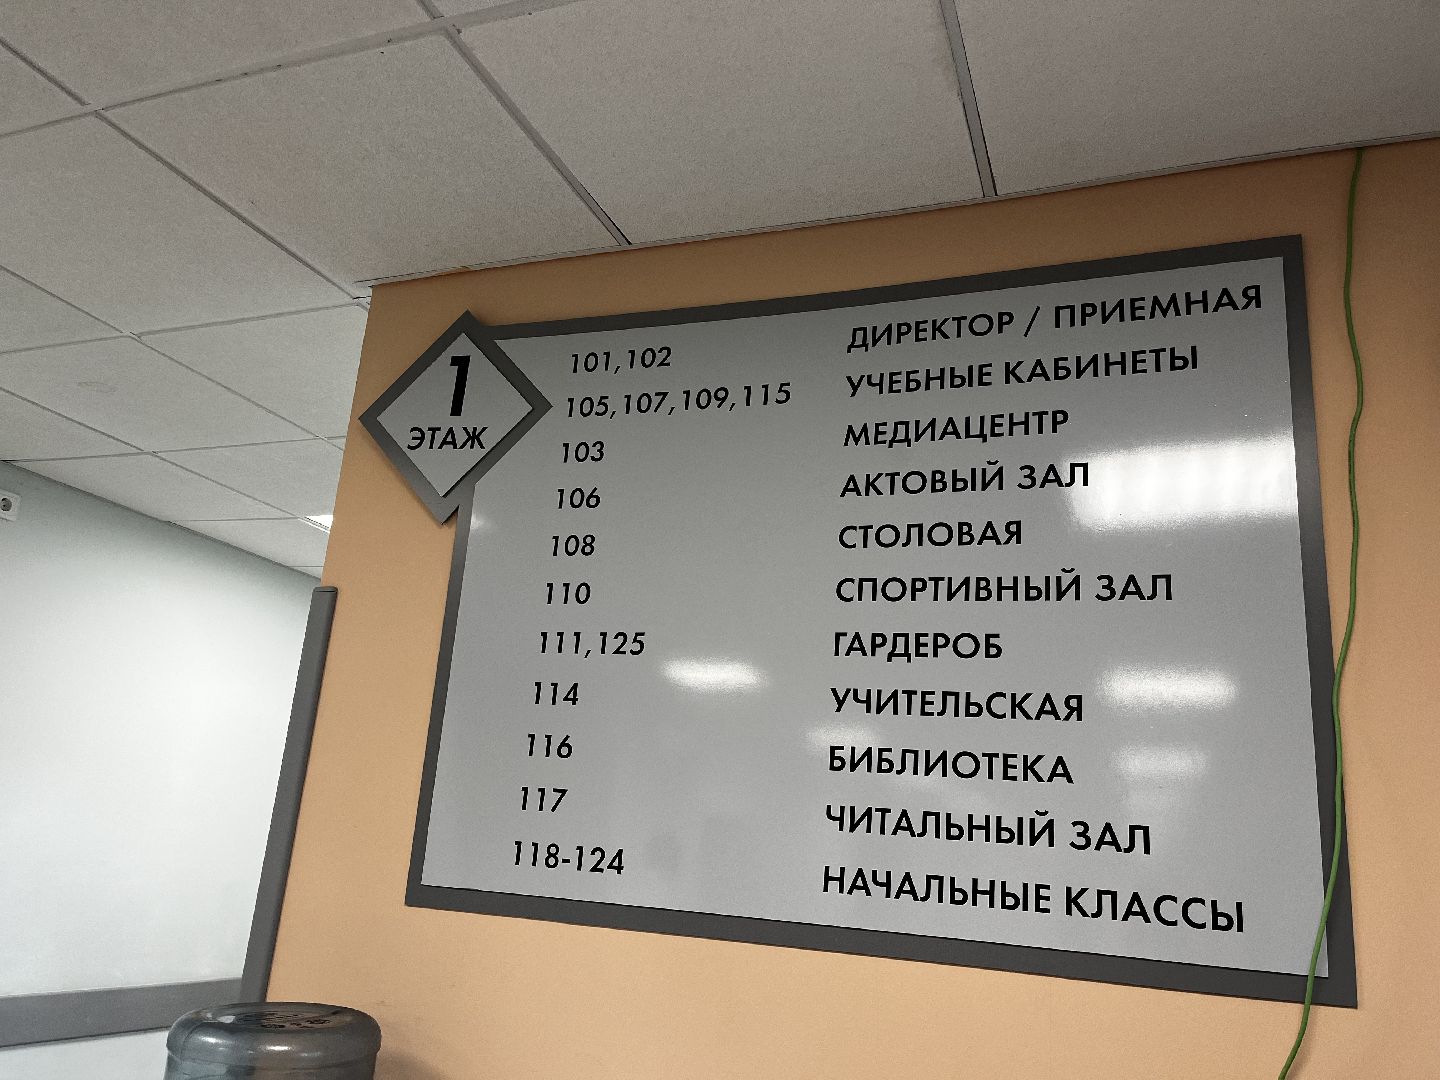 1
ЭТАЖ
101,102 ДИРЕКТОР / ПРИЕМНАЯ
105,107,109,115 УЧЕБНЫЕ КАБИНЕТЫ
103 МЕДИАЦЕНТР
106 АКТОВЫЙ ЗАЛ
108 СТОЛОВАЯ
110 СПОРТИВНЫЙ ЗАЛ
111,125 ГАРДЕРОБ
114 УЧИТЕЛЬСКАЯ
116 БИБЛИОТЕКА
117 ЧИТАЛЬНЫЙ ЗАЛ
118-124 НАЧАЛЬНЫЕ КЛАССЫ